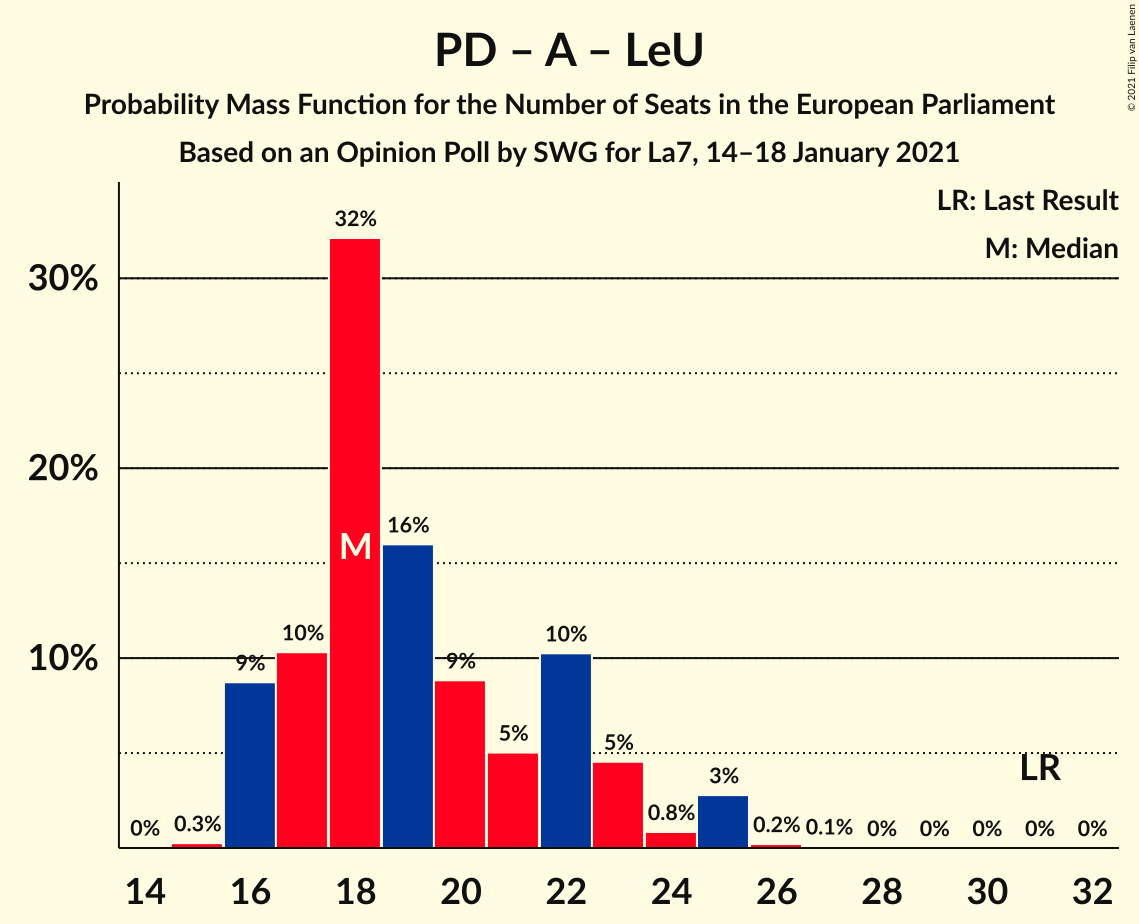 PD – A – LeU
Probability Mass Function for the Number of Seats in the European Parliament
Based on an Opinion Poll by SWG for La7, 14–18 January 2021
© 2021 Filip van Laenen
LR: Last Result
M: Median
30%
20%
10%
0%
0.3%
9%
10%
32%
M
16%
9%
5%
10%
5%
0.8%
3%
0.2%
0.1%
0%
0%
0%
0%
0%
LR
14 16 18 20 22 24 26 28 30 32